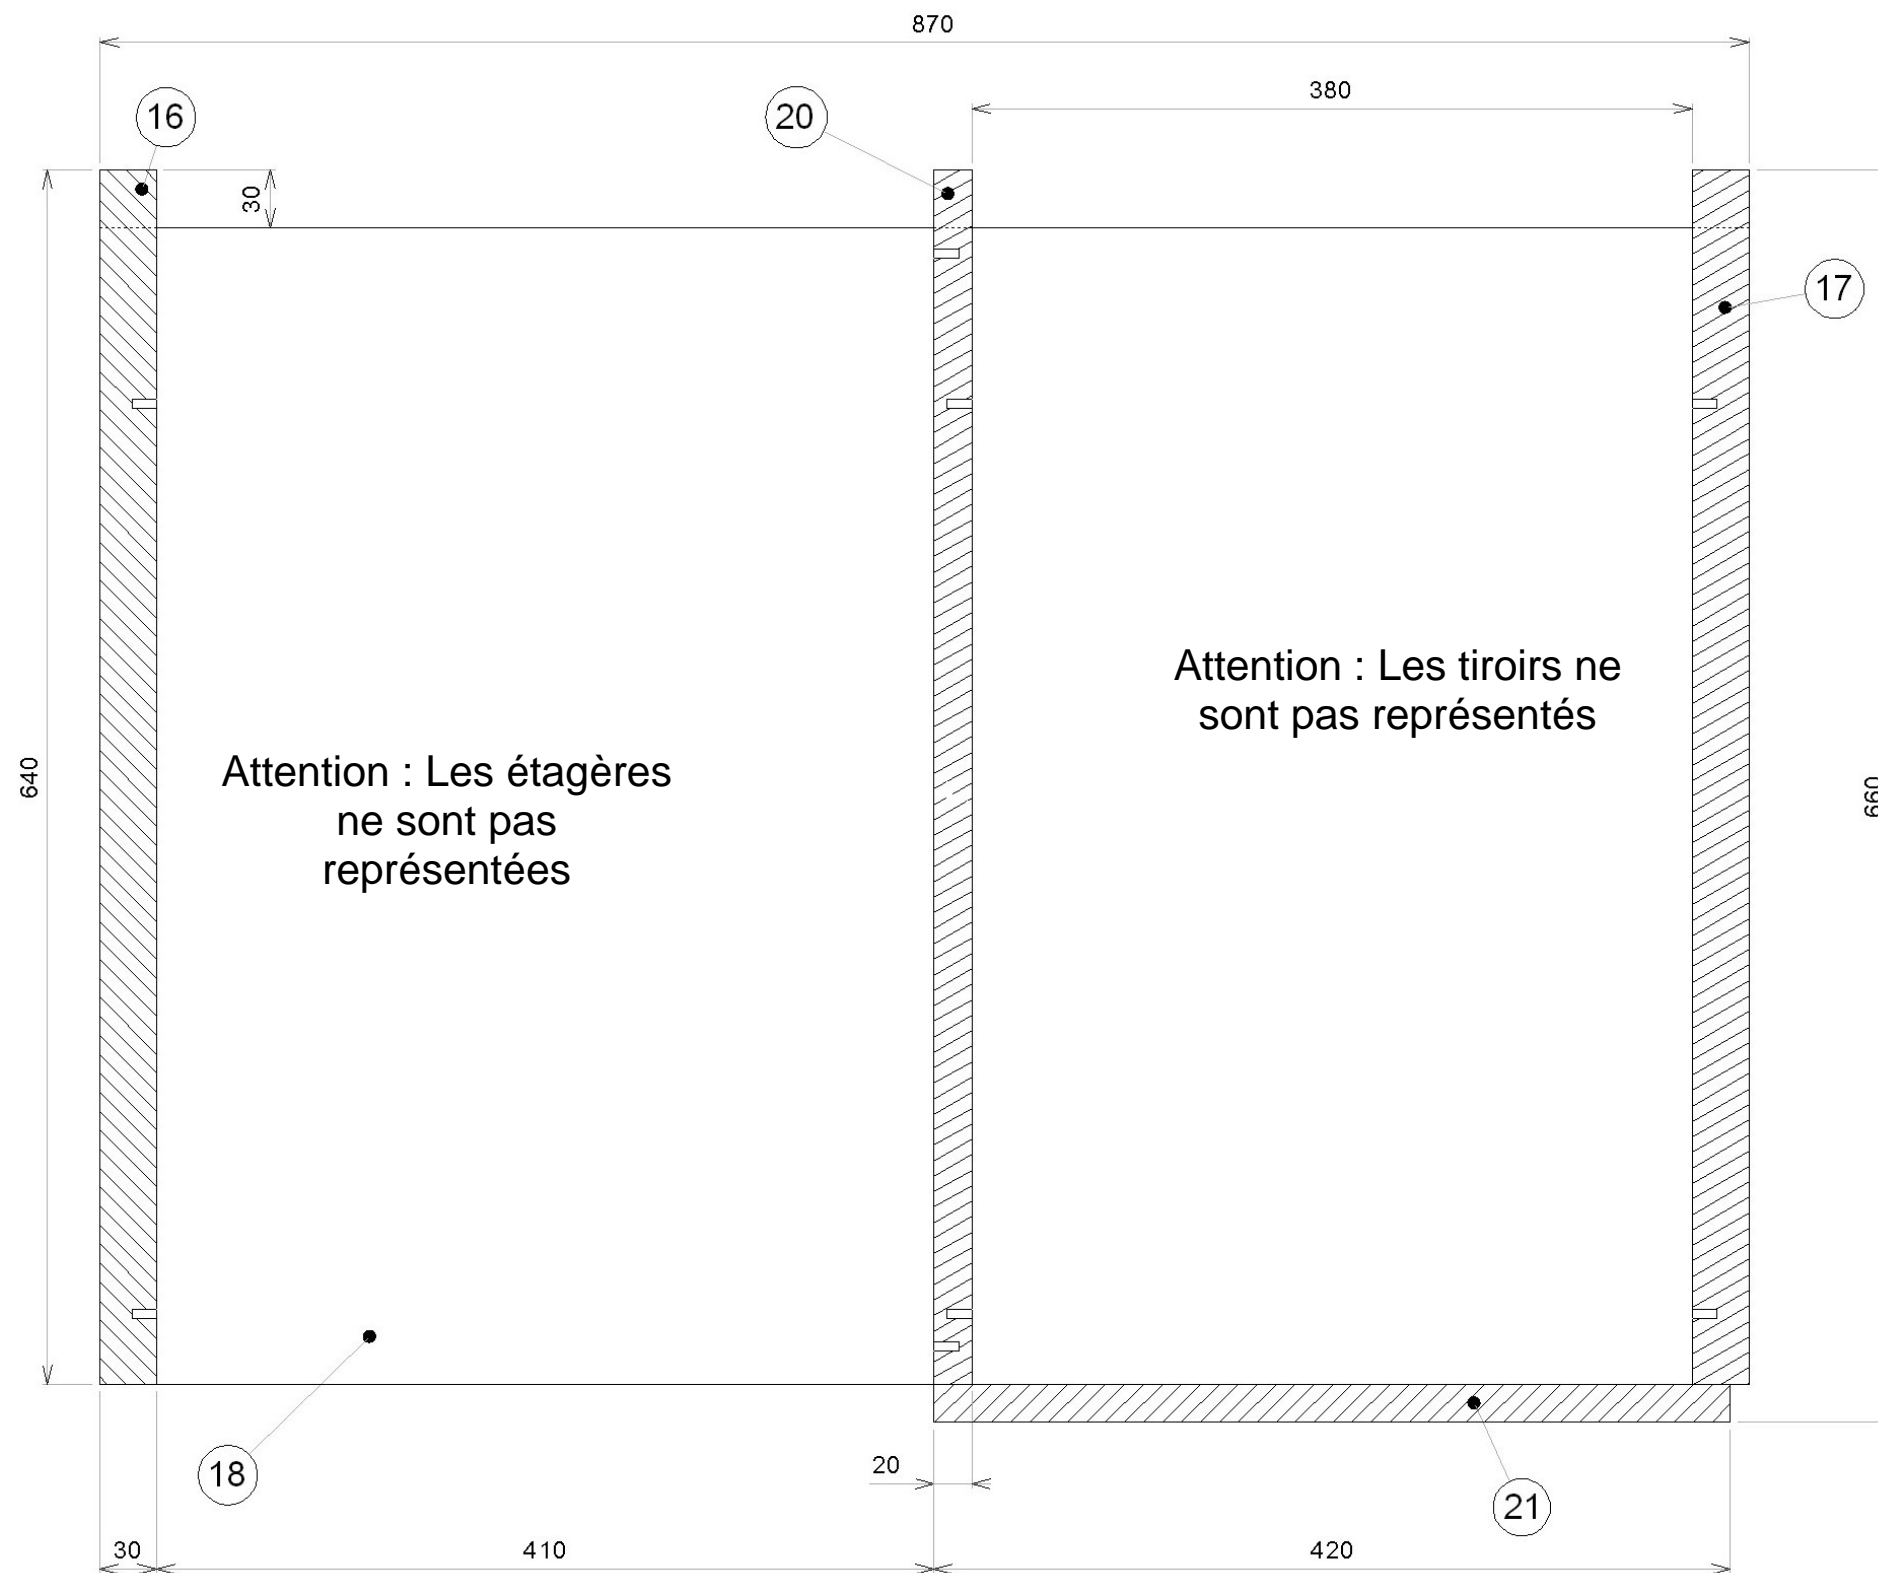 870
380
16
20
30
17
Attention : Les tiroirs ne
sont pas représentés
640
Attention : Les étagères
ne sont pas
représentées
660
18
20
21
30
410
420